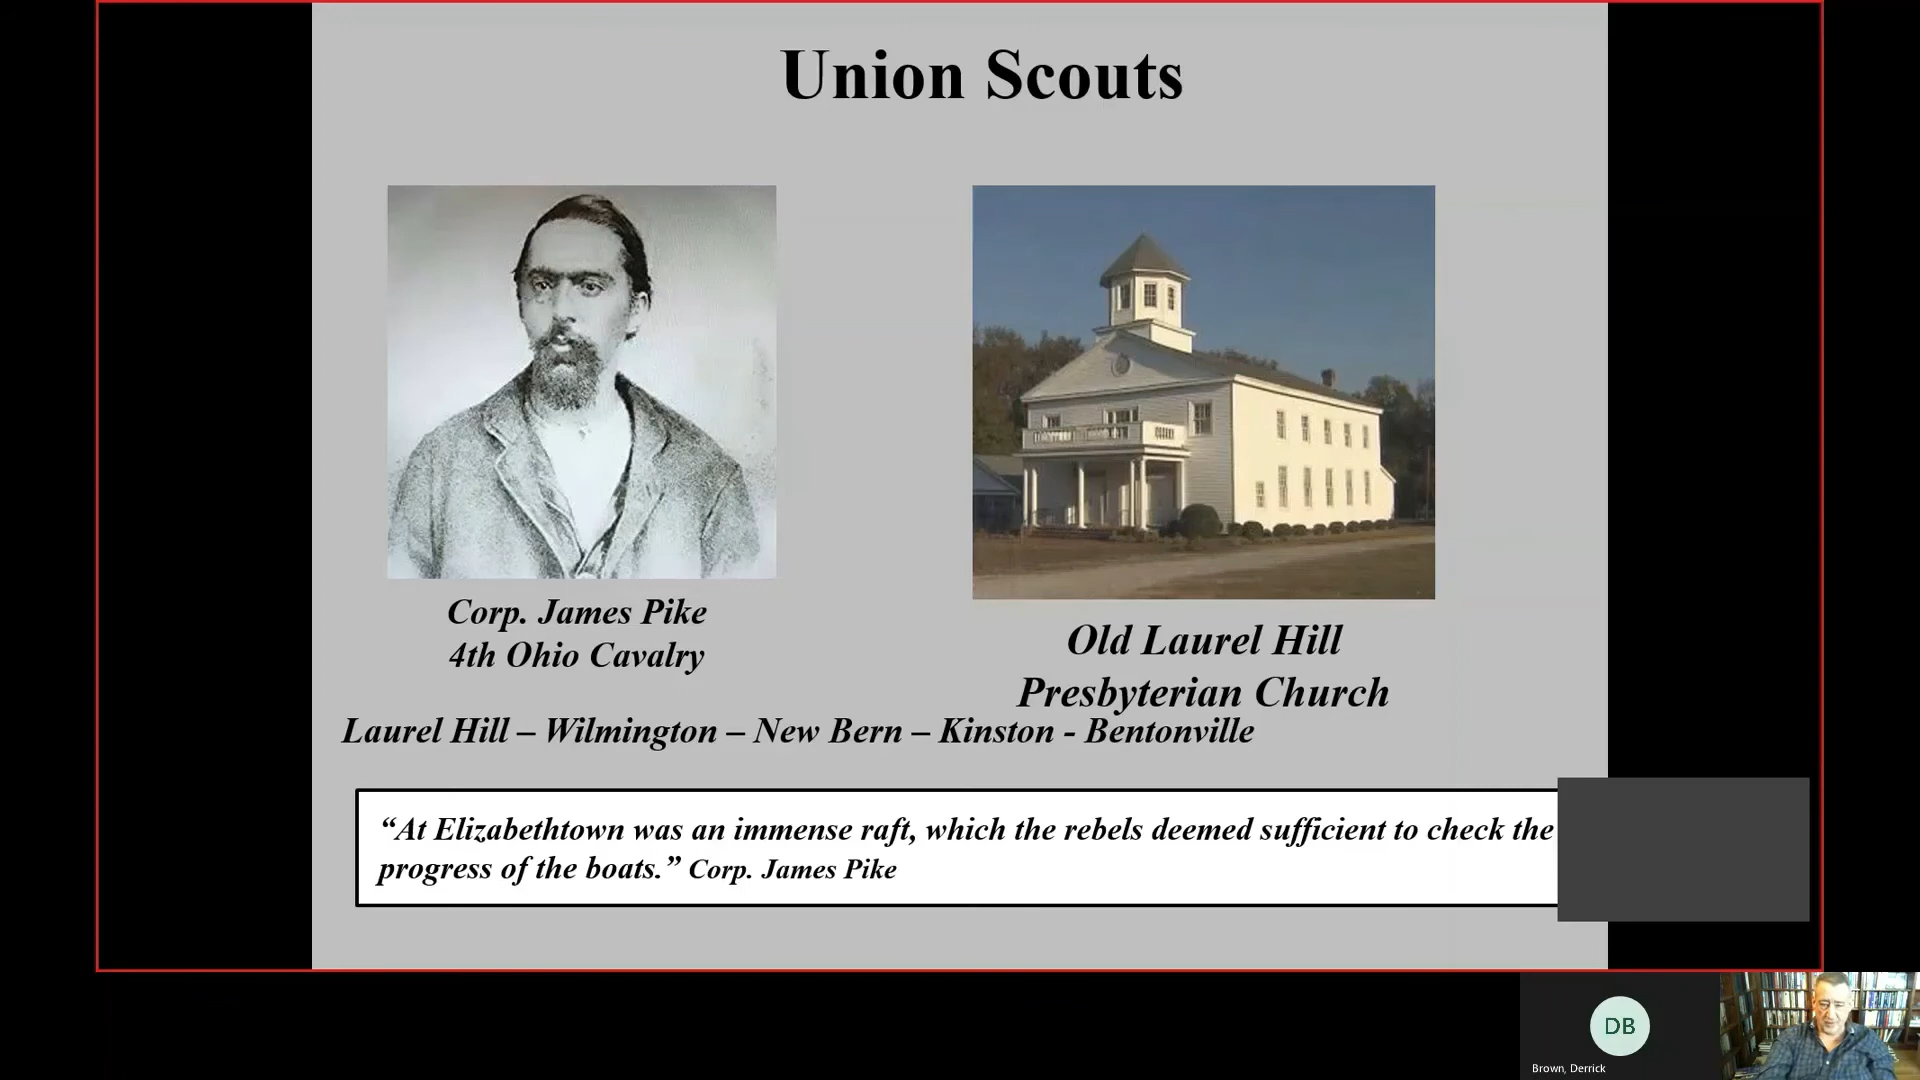 Union Scouts
Corp. James Pike
4th Ohio Cavalry
Old Laurel Hill
Presbyterian Church
Laurel Hill – Wilmington – New Bern – Kinston - Bentonville
“At Elizabethtown was an immense raft, which the rebels deemed sufficient to check the
progress of the boats.” Corp. James Pike
DB
Brown, Derrick